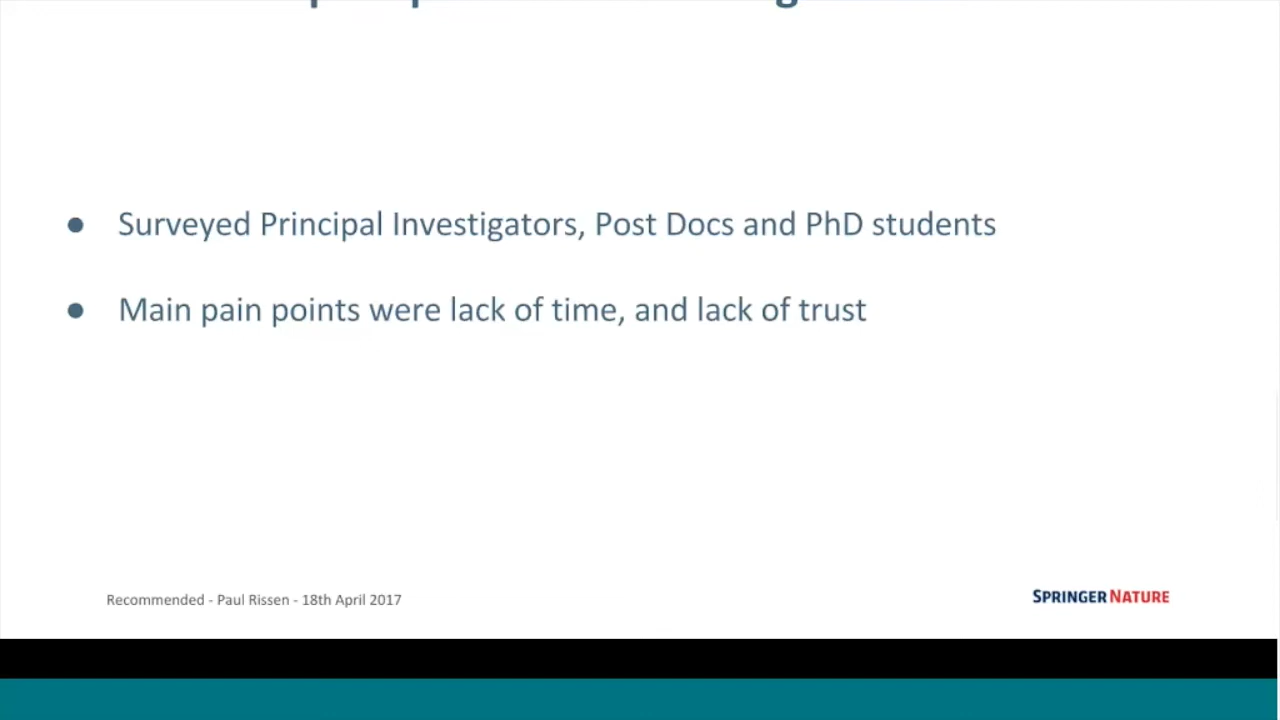 ● Surveyed Principal Investigators, Post Docs and PhD students
● Main pain points were lack of time, and lack of trust
Recommended - Paul Rissen - 18th April 2017
SPRINGER NATURE